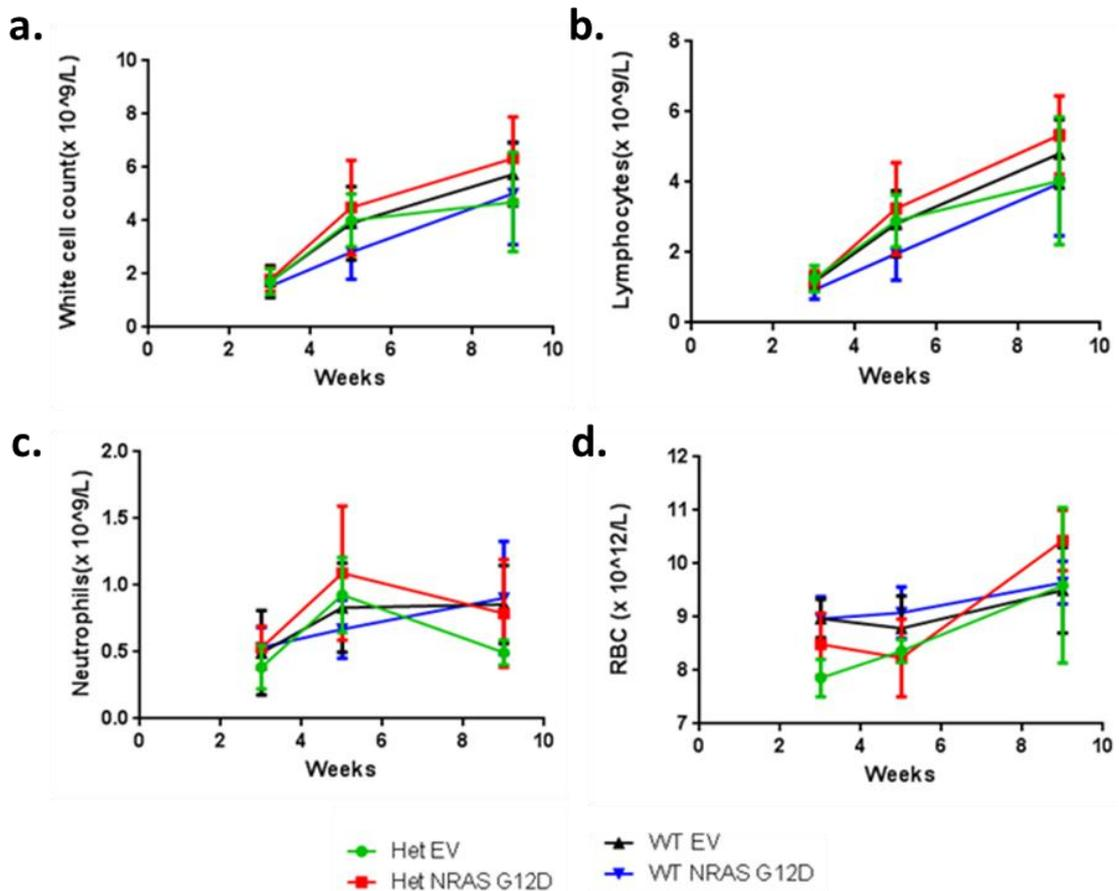 a.
White cell count(x 10^9/L)
10
8
6
4
2
0
0 2 4 6 8 10
Weeks
b.
Lymphocytes(x 10^9/L)
8
6
4
2
0
0 2 4 6 8 10
Weeks
c.
Neutrophils(x 10^9/L)
2.0
1.5
1.0
0.5
0.0
0 2 4 6 8 10
Weeks
d.
RBC (x 10^12/L)
12
11
10
9
8
7
0 2 4 6 8 10
Weeks
Het EV
Het NRAS G12D
WT EV
WT NRAS G12D